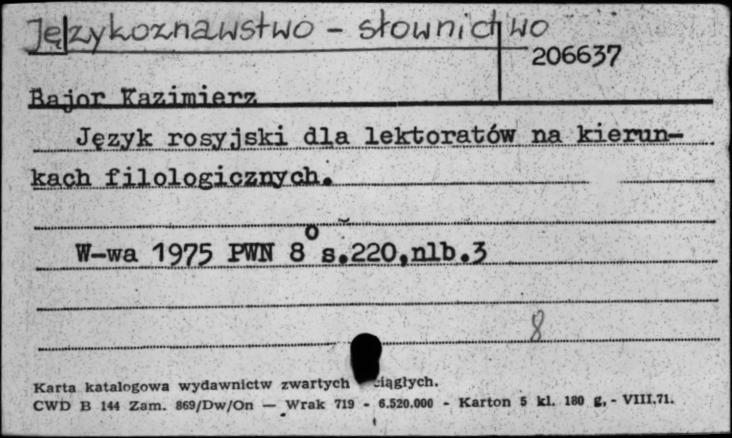 Językoznawstwo - słownictwo
206637
Bajor Kazimierz
Język rosyjski dla lektoratów na kierun-
kach filologicznych.
W-wa 1975 PWN 8° s.220,nlb.3
8
Karta katalogowa wydawnictw zwartych ciągłych.
CWD B 144 Zam. 869/Dw/On — Wrak 719 - 6.520.000 - Karton 5 kl. 180 g. - VIII.71.